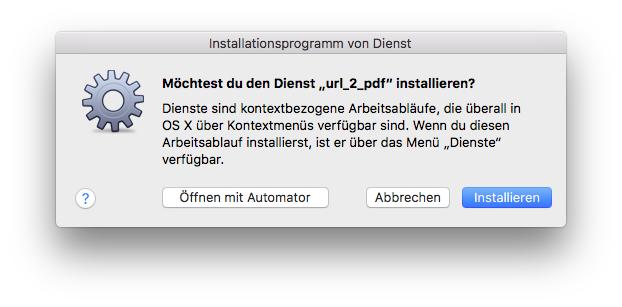 Installationsprogramm von Dienst
Möchtest du den Dienst „url_2_pdf“ installieren?
Dienste sind kontextbezogene Arbeitsabläufe, die überall in
OS X über Kontextmenüs verfügbar sind. Wenn du diesen
Arbeitsablauf installierst, ist er über das Menü „Dienste“
verfügbar.
? Öffnen mit Automator Abbrechen Installieren